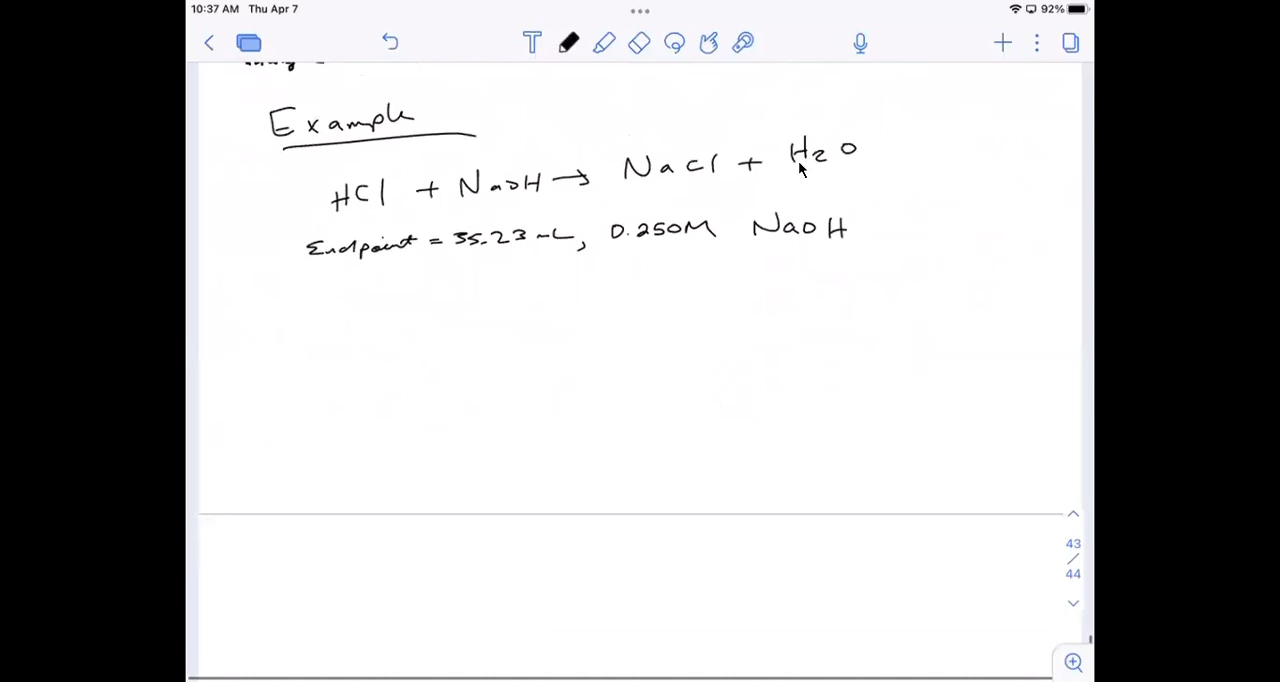 10:37 AM Thu Apr 7
92%
T
Example
HCl + NaOH → NaCl + H2O
Endpoint = 35.23 mL, 0.250M NaOH
43
/
44